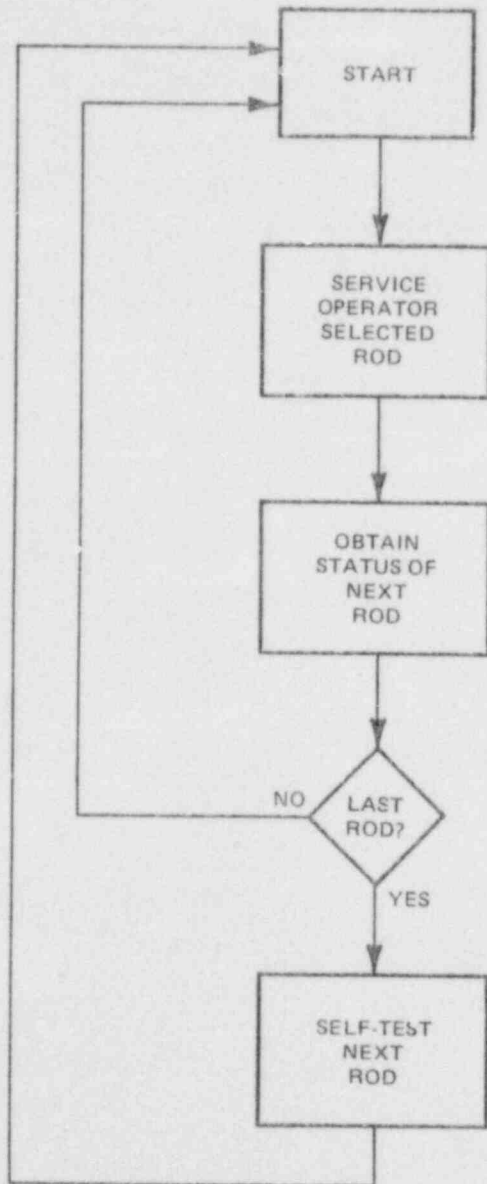 START
SERVICE
OPERATOR
SELECTED
ROD
OBTAIN
STATUS OF
NEXT
ROD
NO
LAST
ROD?
YES
SELF-TEST
NEXT
ROD